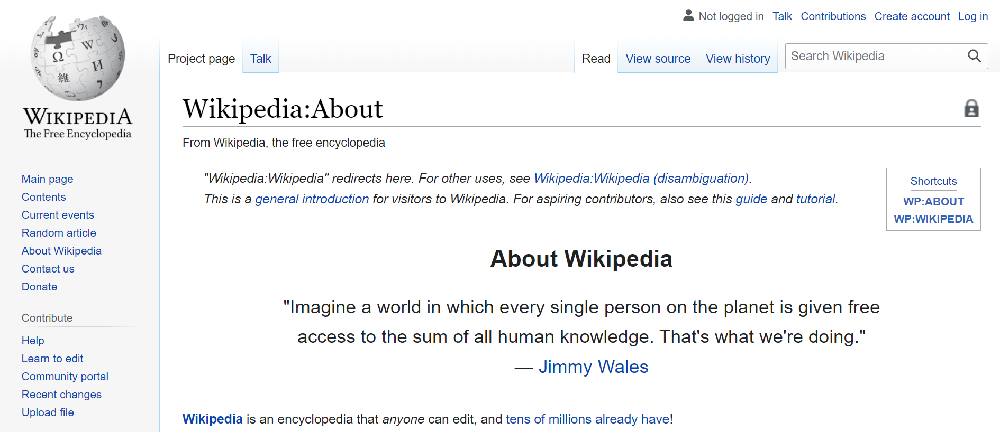 Not logged in Talk Contributions Create account Log in
Project page Talk Read View source View history Search Wikipedia
Ω W И 維 7
WIKIPEDIA
The Free Encyclopedia
Main page
Contents
Current events
Random article
About Wikipedia
Contact us
Donate
Contribute
Help
Learn to edit
Community portal
Recent changes
Upload file
Wikipedia:About
From Wikipedia, the free encyclopedia
"Wikipedia:Wikipedia" redirects here. For other uses, see Wikipedia:Wikipedia (disambiguation).
This is a general introduction for visitors to Wikipedia. For aspiring contributors, also see this guide and tutorial.
Shortcuts
WP:ABOUT
WP:WIKIPEDIA
About Wikipedia
"Imagine a world in which every single person on the planet is given free
access to the sum of all human knowledge. That's what we're doing."
— Jimmy Wales
Wikipedia is an encyclopedia that anyone can edit, and tens of millions already have!